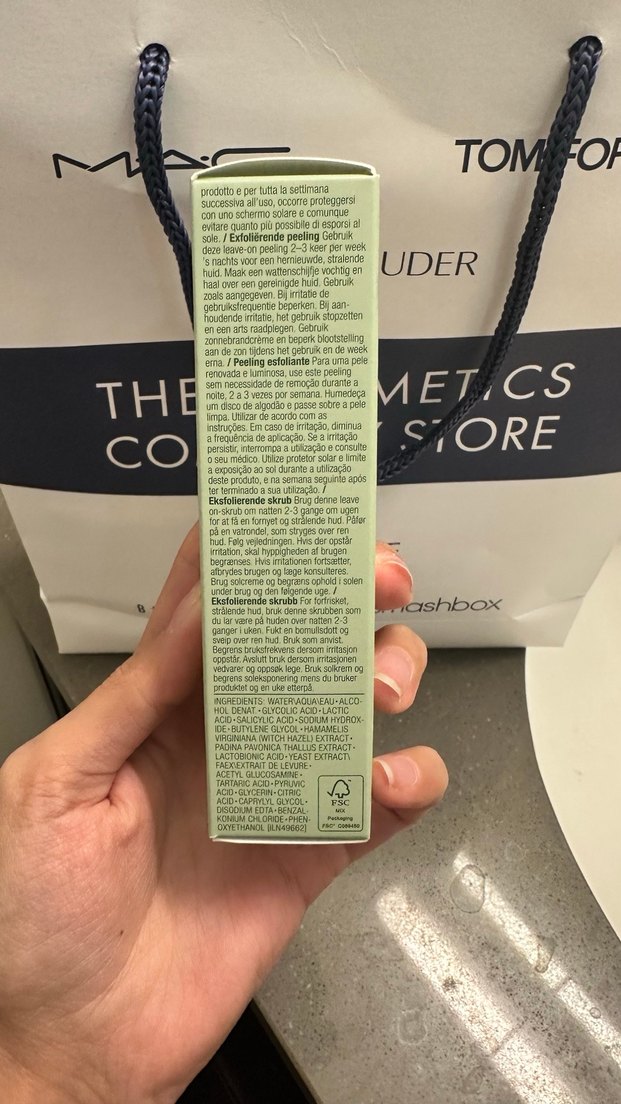 MAC
TOM FOR
UDER
THE METICS
CO Y STORE
mashbox
prodotto e per tutta la settimana
successiva all'uso, occorre proteggersi
con uno schermo solare e comunque
evitare quanto più possibile di esporsi al
sole. / Exfoliërende peeling Gebruik
deze leave-on peeling 2–3 keer per week
's nachts voor een hernieuwde, stralende
huid. Maak een wattenschijfje vochtig en
haal over een gereinigde huid. Gebruik
zoals aangegeven. Bij irritatie de
gebruiksfrequentie beperken. Bij aan-
houdende irritatie, het gebruik stopzetten
en een arts raadplegen. Gebruik
zonnebrandcrème en beperk blootstelling
aan de zon tijdens het gebruik en de week
erna. / Peeling esfoliante Para uma pele
renovada e luminosa, use este peeling
sem necessidade de remoção durante a
noite, 2 a 3 vezes por semana. Humedeça
um disco de algodão e passe sobre a pele
limpa. Utilizar de acordo com as
instruções. Em caso de irritação, diminua
a frequência de aplicação. Se a irritação
persistir, interrompa a utilização e consulte
o seu médico. Utilize protetor solar e limite
a exposição ao sol durante a utilização
deste produto, e na semana seguinte após
ter terminado a sua utilização. /
Eksfolierende skrub Brug denne leave
on-skrub om natten 2-3 gange om ugen
for at få en fornyet og strålende hud. Påfør
på en vatrondel, som stryges over ren
hud. Følg vejledningen. Hvis der opstår
irritation, skal hyppigheden af brugen
begrænses. Hvis irritationen fortsætter,
afbrydes brugen og læge konsulteres.
Brug solcreme og begræns ophold i solen
under brug og den følgende uge. /
Eksfolierende skrubb For forfrisket,
strålende hud, bruk denne skrubben som
du lar være på huden over natten 2-3
ganger i uken. Fukt en bomullsdott og
sveip over ren hud. Bruk som anvist.
Begrens bruksfrekvens dersom irritasjon
oppstår. Avslutt bruk dersom irritasjonen
vedvarer og oppsøk lege. Bruk solkrem og
begrens soleksponering mens du bruker
produktet og en uke etterpå.
INGREDIENTS: WATER\AQUA\EAU • ALCO-
HOL DENAT • GLYCOLIC ACID • LACTIC
ACID • SALICYLIC ACID • SODIUM HYDROX-
IDE • BUTYLENE GLYCOL • HAMAMELIS
VIRGINIANA (WITCH HAZEL) EXTRACT •
PADINA PAVONICA THALLUS EXTRACT •
LACTOBIONIC ACID • YEAST EXTRACT\
FAEX\EXTRAIT DE LEVURE •
ACETYL GLUCOSAMINE •
TARTARIC ACID • PYRUVIC
ACID • GLYCERIN • CITRIC
ACID • CAPRYLYL GLYCOL •
DISODIUM EDTA • BENZAL-
KONIUM CHLORIDE • PHEN-
OXYETHANOL [ILN49662]
FSC
MIX
Packaging